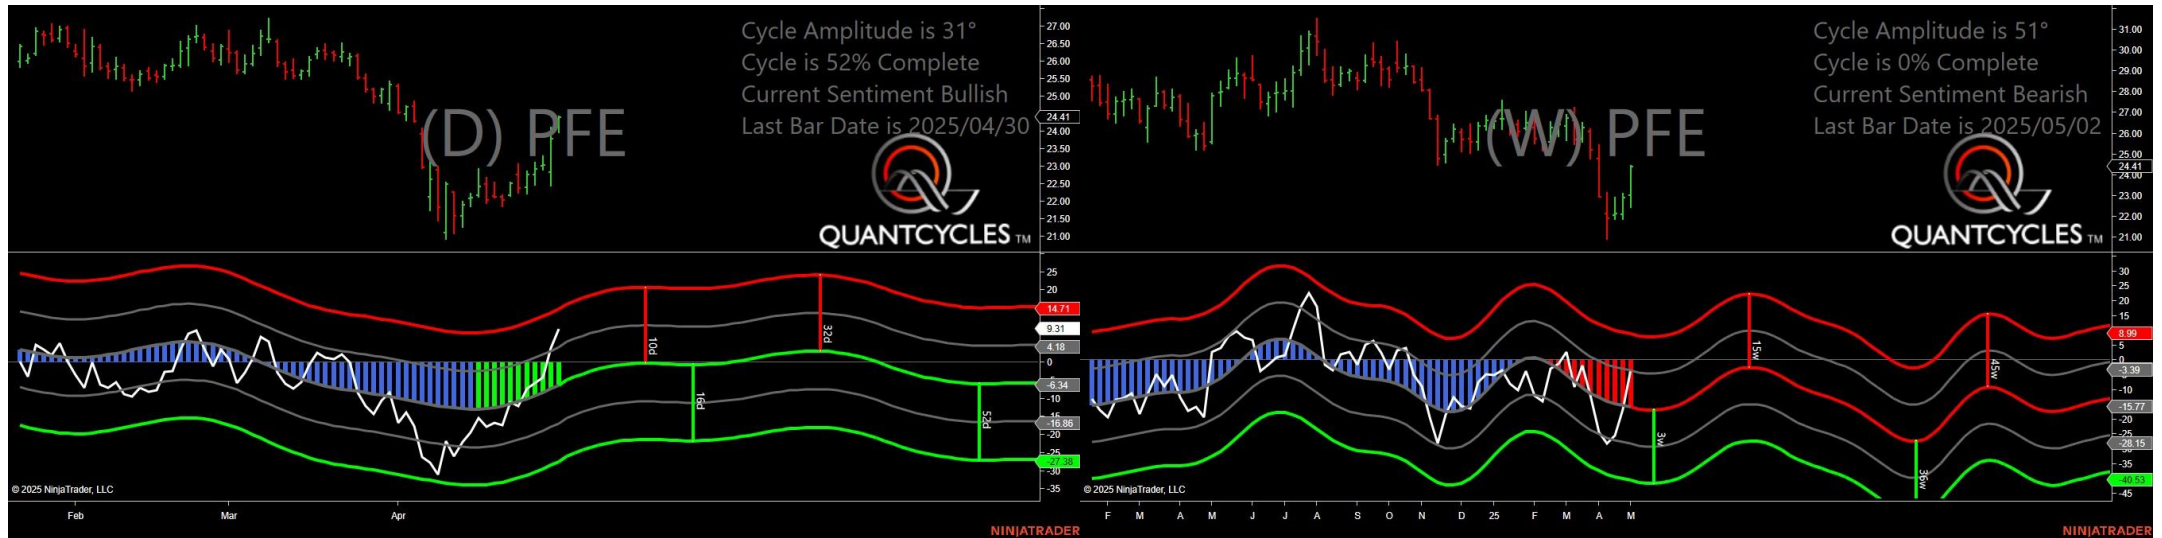 Cycle Amplitude is 31°
Cycle is 52% Complete
Current Sentiment Bullish
Last Bar Date is 2025/04/30
(D) PFE
QUANTCYCLES TM
27.00
26.50
26.00
25.50
25.00
24.41
24.00
23.50
23.00
22.50
22.00
21.50
21.00
25
20
14.71
9.31
4.18
0
-6.34
-10
-15
-16.86
-20
-27.38
-30
-35
10d
16d
32d
52d
© 2025 NinjaTrader, LLC
Feb Mar Apr
NINJATRADER
Cycle Amplitude is 51°
Cycle is 0% Complete
Current Sentiment Bearish
Last Bar Date is 2025/05/02
(W) PFE
QUANTCYCLES TM
31.00
30.00
29.00
28.00
27.00
26.00
25.00
24.41
24.00
23.00
22.00
21.00
30
25
20
15
8.99
5
0
-3.39
-10
-15.77
-20
-28.15
-35
-40.53
-45
3w
15w
36w
45w
© 2025 NinjaTrader, LLC
F M A M J J A S O N D 25 F M A M
NINJATRADER